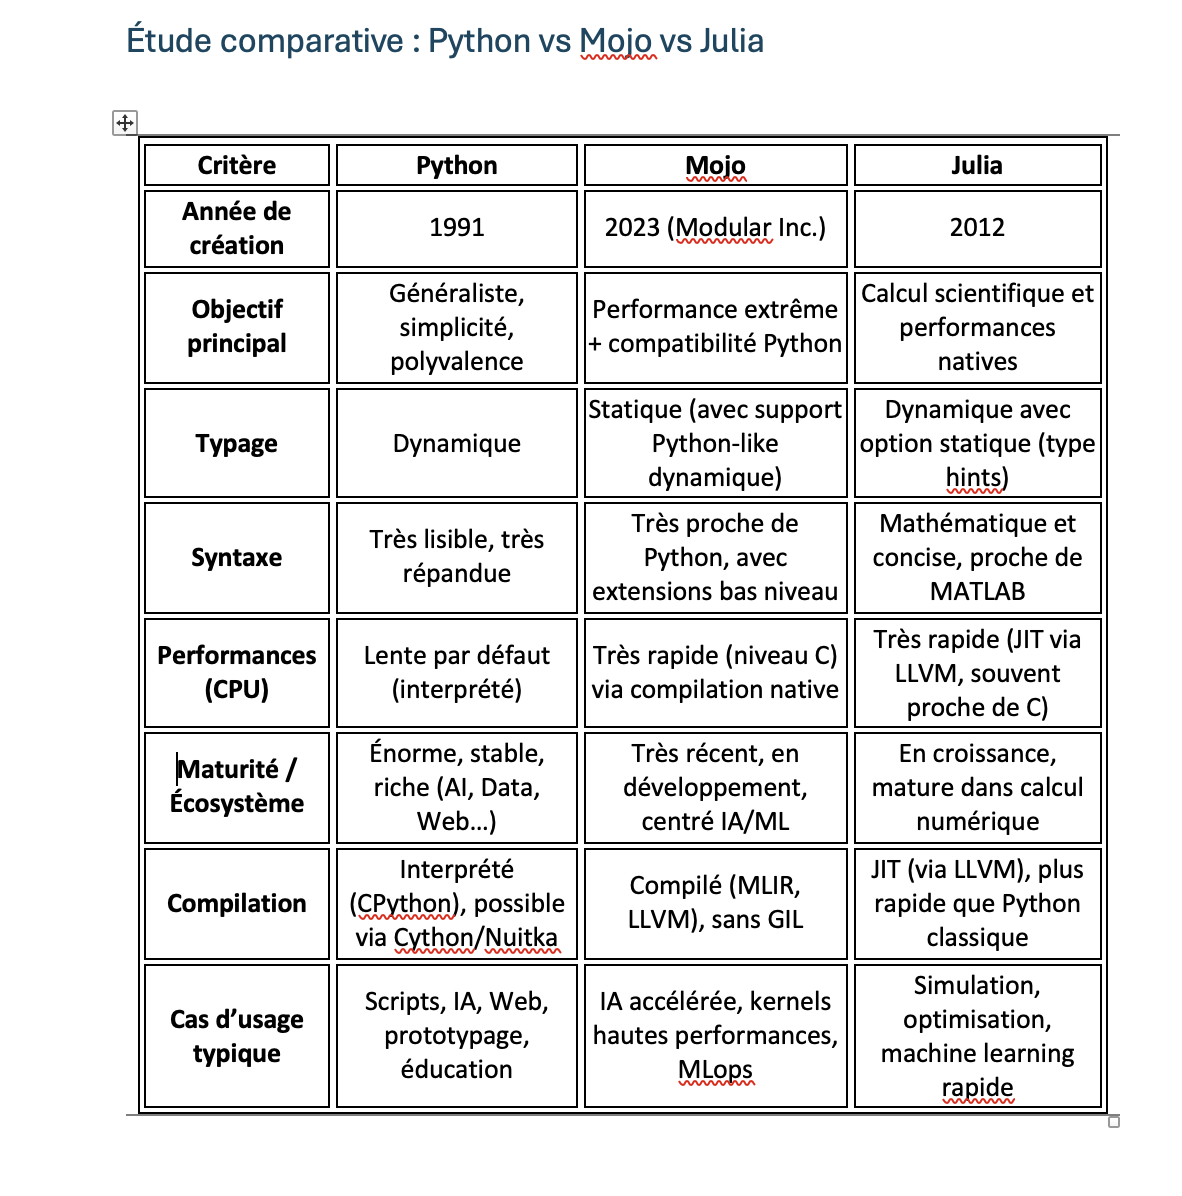 Étude comparative : Python vs Mojo vs Julia
Critère
Python
Mojo
Julia
Année de
création
1991
2023 (Modular Inc.)
2012
Objectif
principal
Généraliste,
simplicité,
polyvalence
Performance extrême
+ compatibilité Python
Calcul scientifique et
performances
natives
Typage
Dynamique
Statique (avec support
Python-like
dynamique)
Dynamique avec
option statique (type
hints)
Syntaxe
Très lisible, très
répandue
Très proche de
Python, avec
extensions bas niveau
Mathématique et
concise, proche de
MATLAB
Performances
(CPU)
Lente par défaut
(interprété)
Très rapide (niveau C)
via compilation native
Très rapide (JIT via
LLVM, souvent
proche de C)
Maturité /
Écosystème
Énorme, stable,
riche (AI, Data,
Web...)
Très récent, en
développement,
centré IA/ML
En croissance,
mature dans calcul
numérique
Compilation
Interprété
(CPython), possible
via Cython/Nuitka
Compilé (MLIR,
LLVM), sans GIL
JIT (via LLVM), plus
rapide que Python
classique
Cas d’usage
typique
Scripts, IA, Web,
prototypage,
éducation
IA accélérée, kernels
hautes performances,
MLops
Simulation,
optimisation,
machine learning
rapide